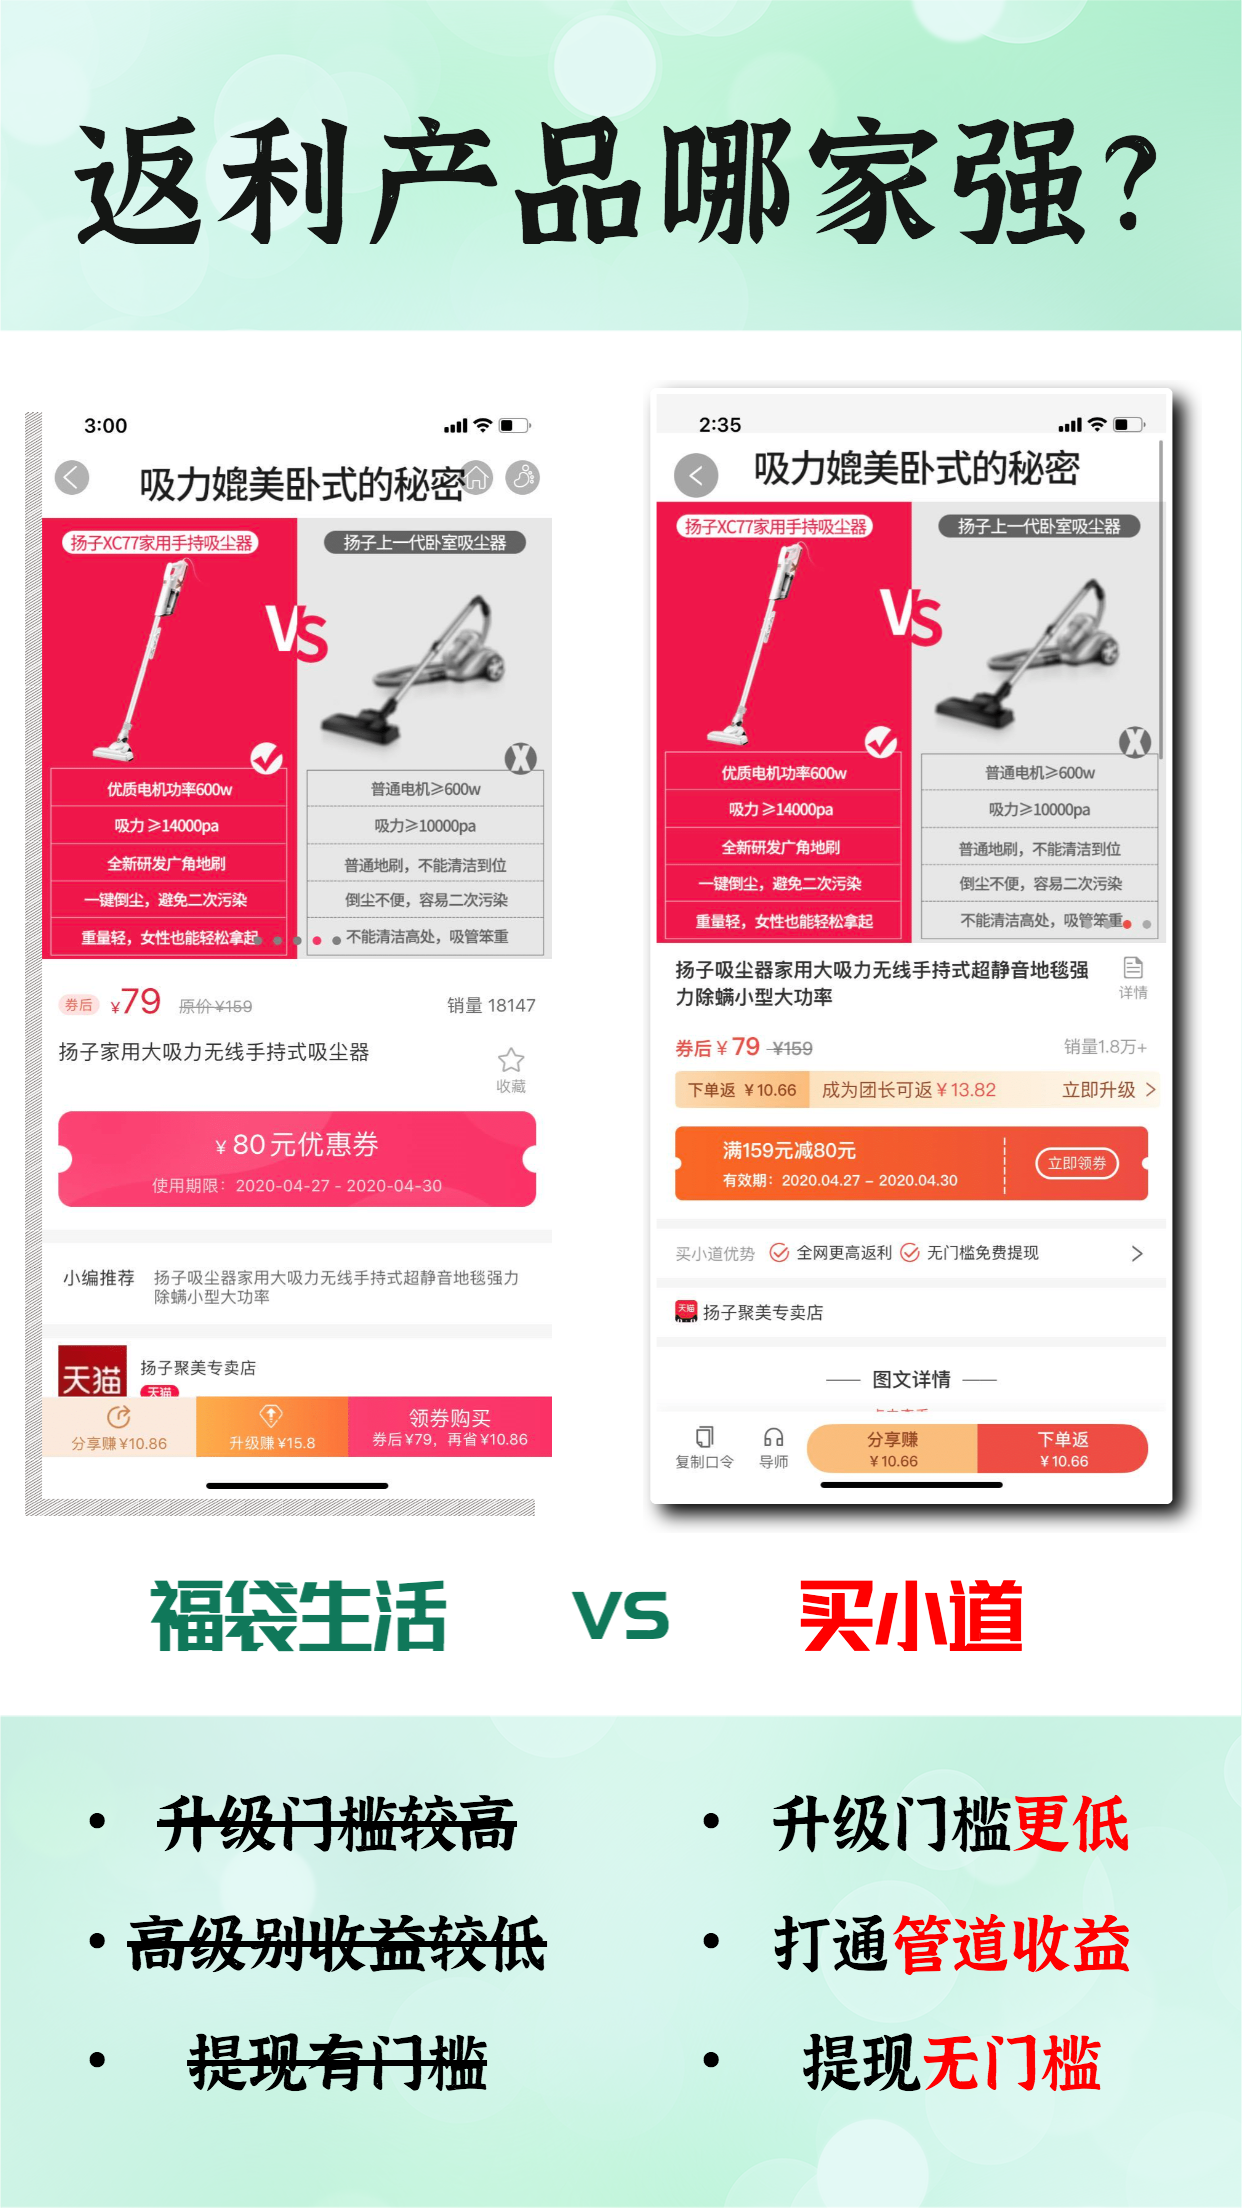 返利产品哪家强?
3:00
吸力媲美卧式的秘密
扬子XC77家用手持吸尘器
扬子上一代卧室吸尘器
VS
优质电机功率600w
普通电机≥600w
吸力 ≥14000pa
吸力≥10000pa
全新研发广角地刷
普通地刷，不能清洁到位
一键倒尘，避免二次污染
倒尘不便，容易二次污染
重量轻，女性也能轻松拿起
不能清洁高处，吸管笨重
券后 ¥79 原价¥159
销量 18147
扬子家用大吸力无线手持式吸尘器
收藏
¥ 80元优惠券
使用期限：2020-04-27 - 2020-04-30
小编推荐
扬子吸尘器家用大吸力无线手持式超静音地毯强力
除螨小型大功率
天猫
扬子聚美专卖店
天猫
分享赚¥10.86
升级赚¥15.8
领券购买
券后¥79，再省¥10.86
2:35
吸力媲美卧式的秘密
扬子XC77家用手持吸尘器
扬子上一代卧室吸尘器
VS
优质电机功率600w
普通电机≥600w
吸力 ≥14000pa
吸力≥10000pa
全新研发广角地刷
普通地刷，不能清洁到位
一键倒尘，避免二次污染
倒尘不便，容易二次污染
重量轻，女性也能轻松拿起
不能清洁高处，吸管笨重
扬子吸尘器家用大吸力无线手持式超静音地毯强
力除螨小型大功率
详情
券后 ¥ 79 ¥159
销量1.8万+
下单返 ¥10.66
成为团长可返¥13.82
立即升级
满159元减80元
有效期：2020.04.27 – 2020.04.30
立即领券
买小道优势
全网更高返利
无门槛免费提现
天猫
扬子聚美专卖店
图文详情
复制口令
导师
分享赚
¥10.66
下单返
¥10.66
福袋生活
VS
买小道
• 升级门槛较高
• 高级别收益较低
• 提现有门槛
• 升级门槛更低
• 打通管道收益
• 提现无门槛